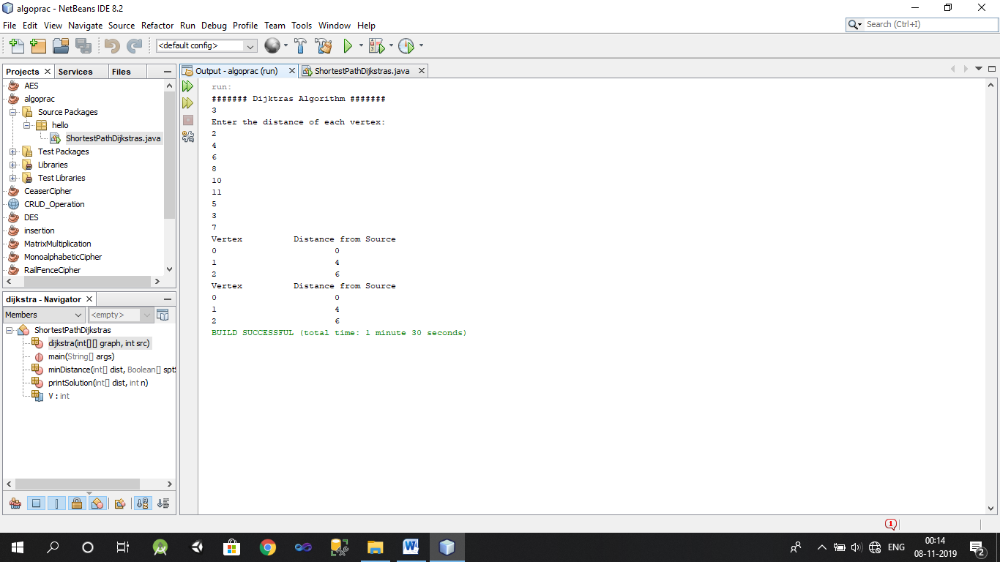 algoprac - NetBeans IDE 8.2
File Edit View Navigate Source Refactor Run Debug Profile Team Tools Window Help
Search (Ctrl+I)
<default config>
Projects Services Files
AES
algoprac
Source Packages
hello
ShortestPathDijkstras.java
Test Packages
Libraries
Test Libraries
CeaserCipher
CRUD_Operation
DES
insertion
MatrixMultiplication
MonoalphabeticCipher
RailFenceCipher
dijkstra - Navigator
Members <empty>
ShortestPathDijkstras
dijkstra(int[][] graph, int src)
main(String[] args)
minDistance(int[] dist, Boolean[] sptS
printSolution(int[] dist, int n)
V : int
Output - algoprac (run) ShortestPathDijkstras.java
run:
####### Dijktras Algorithm #######
3
Enter the distance of each vertex:
2
4
6
8
10
11
5
3
7
Vertex Distance from Source
0 0
1 4
2 6
Vertex Distance from Source
0 0
1 4
2 6
BUILD SUCCESSFUL (total time: 1 minute 30 seconds)
1
ENG
00:14
08-11-2019
2